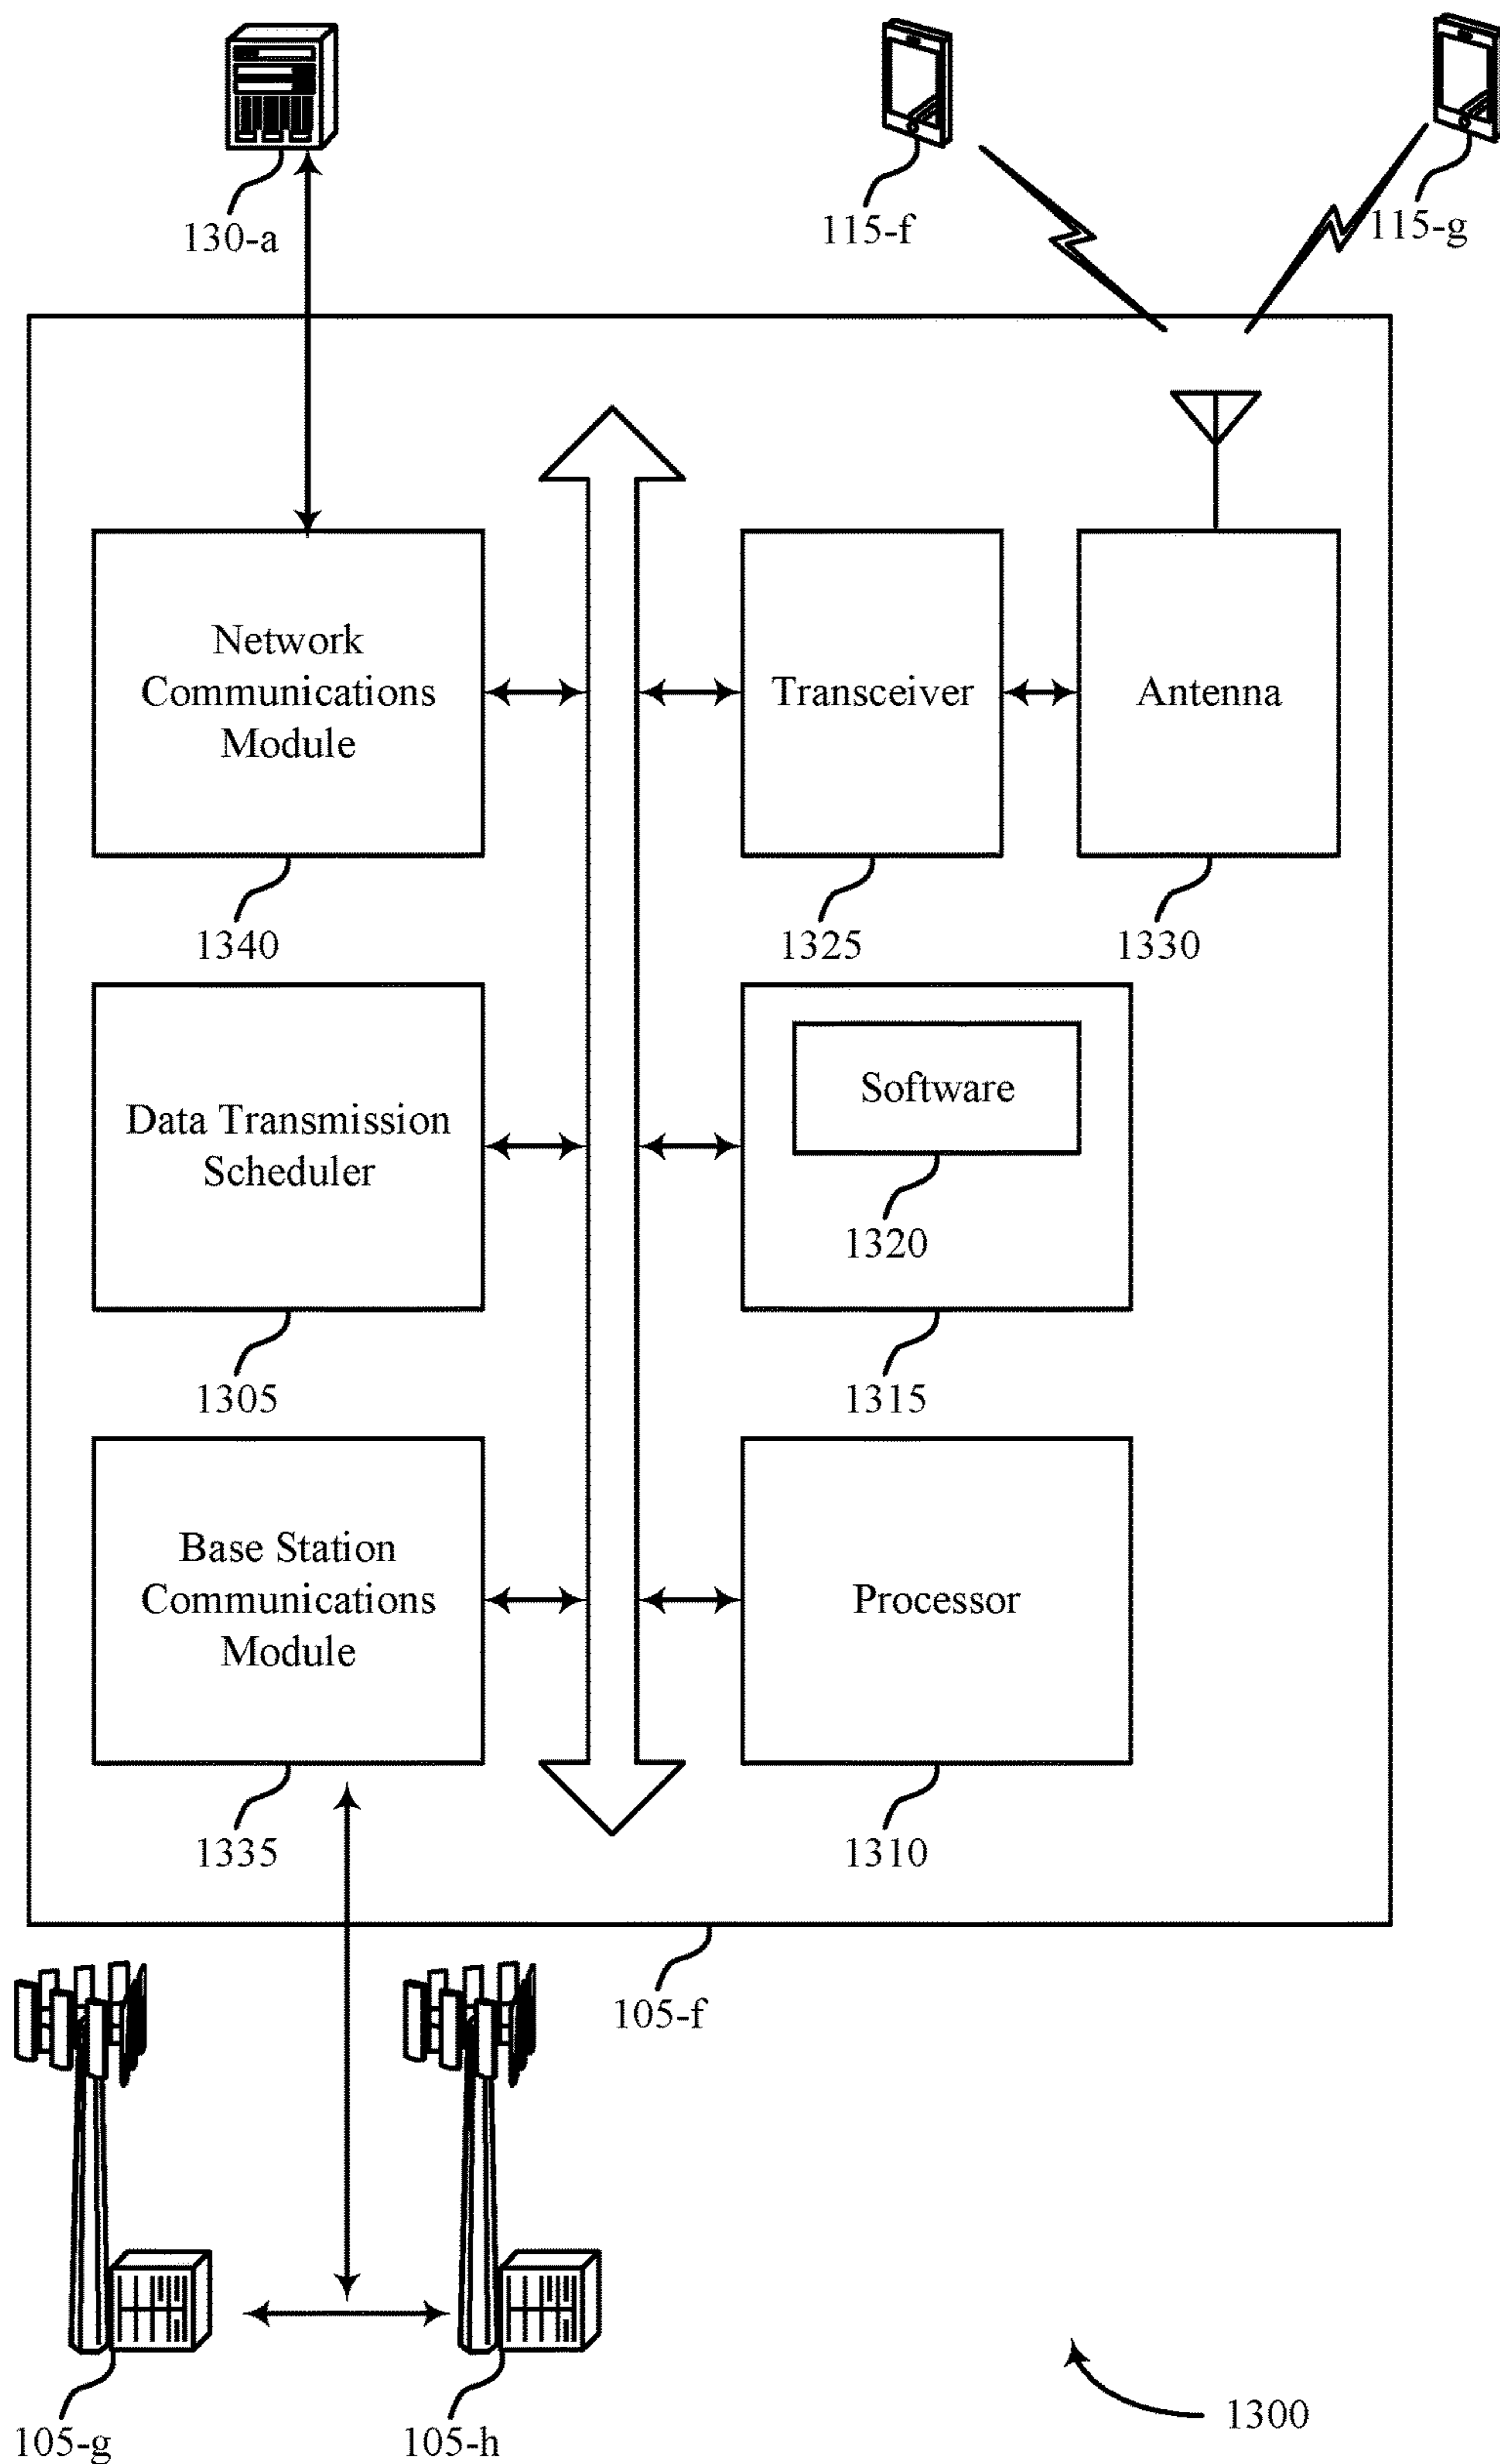 130-a
115-f
115-g
Network
Communications
Module
Transceiver
Antenna
1340
1325
1330
Data Transmission
Scheduler
Software
1320
1305
1315
Base Station
Communications
Module
Processor
1335
1310
105-f
105-g
105-h
1300